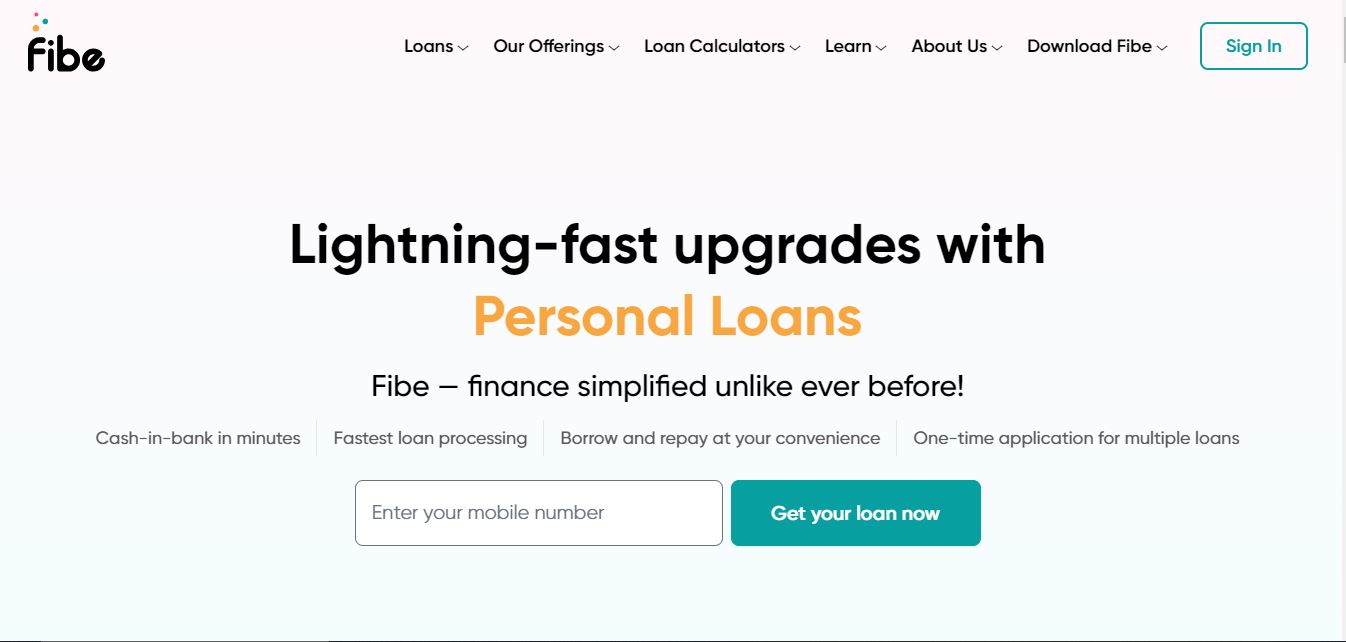 fibe
Loans Our Offerings Loan Calculators Learn About Us Download Fibe Sign In
Lightning-fast upgrades with
Personal Loans
Fibe — finance simplified unlike ever before!
Cash-in-bank in minutes Fastest loan processing Borrow and repay at your convenience One-time application for multiple loans
Enter your mobile number Get your loan now